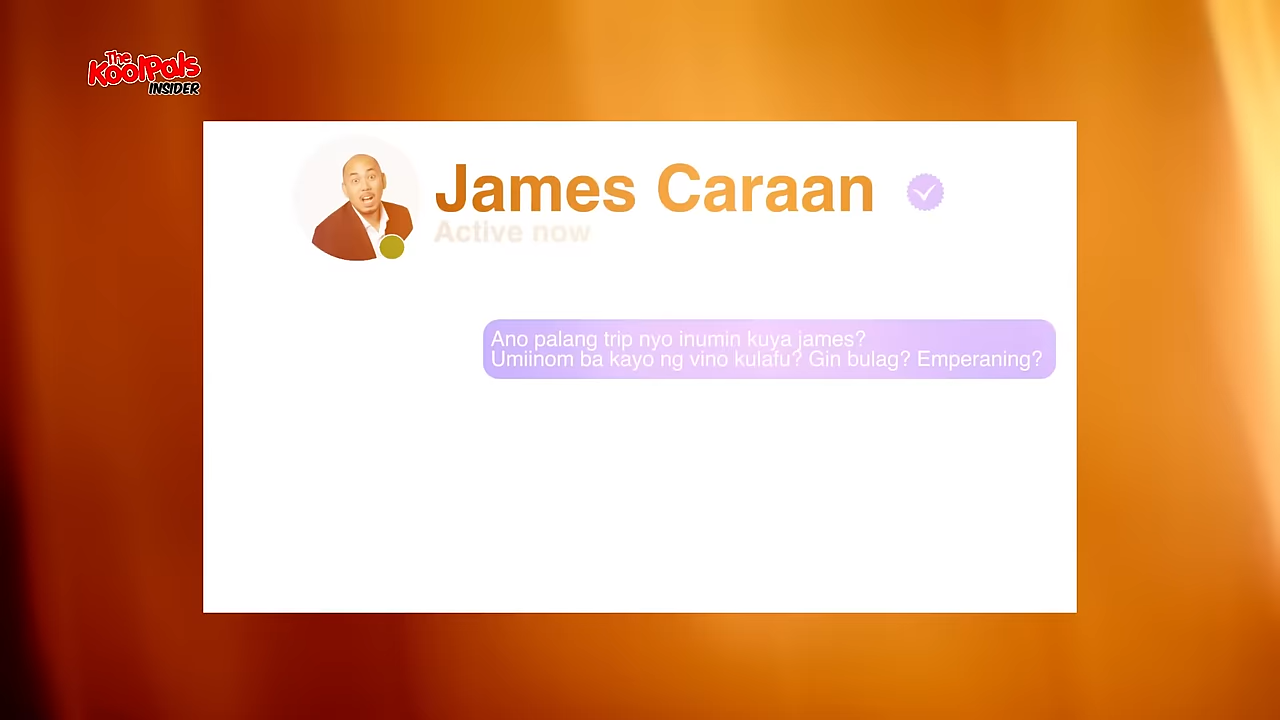 The
KoolPals
INSIDER
James Caraan
Active now
Ano palang trip nyo inumin kuya james?
Umiinom ba kayo ng vino kulafu? Gin bulag? Emperaning?